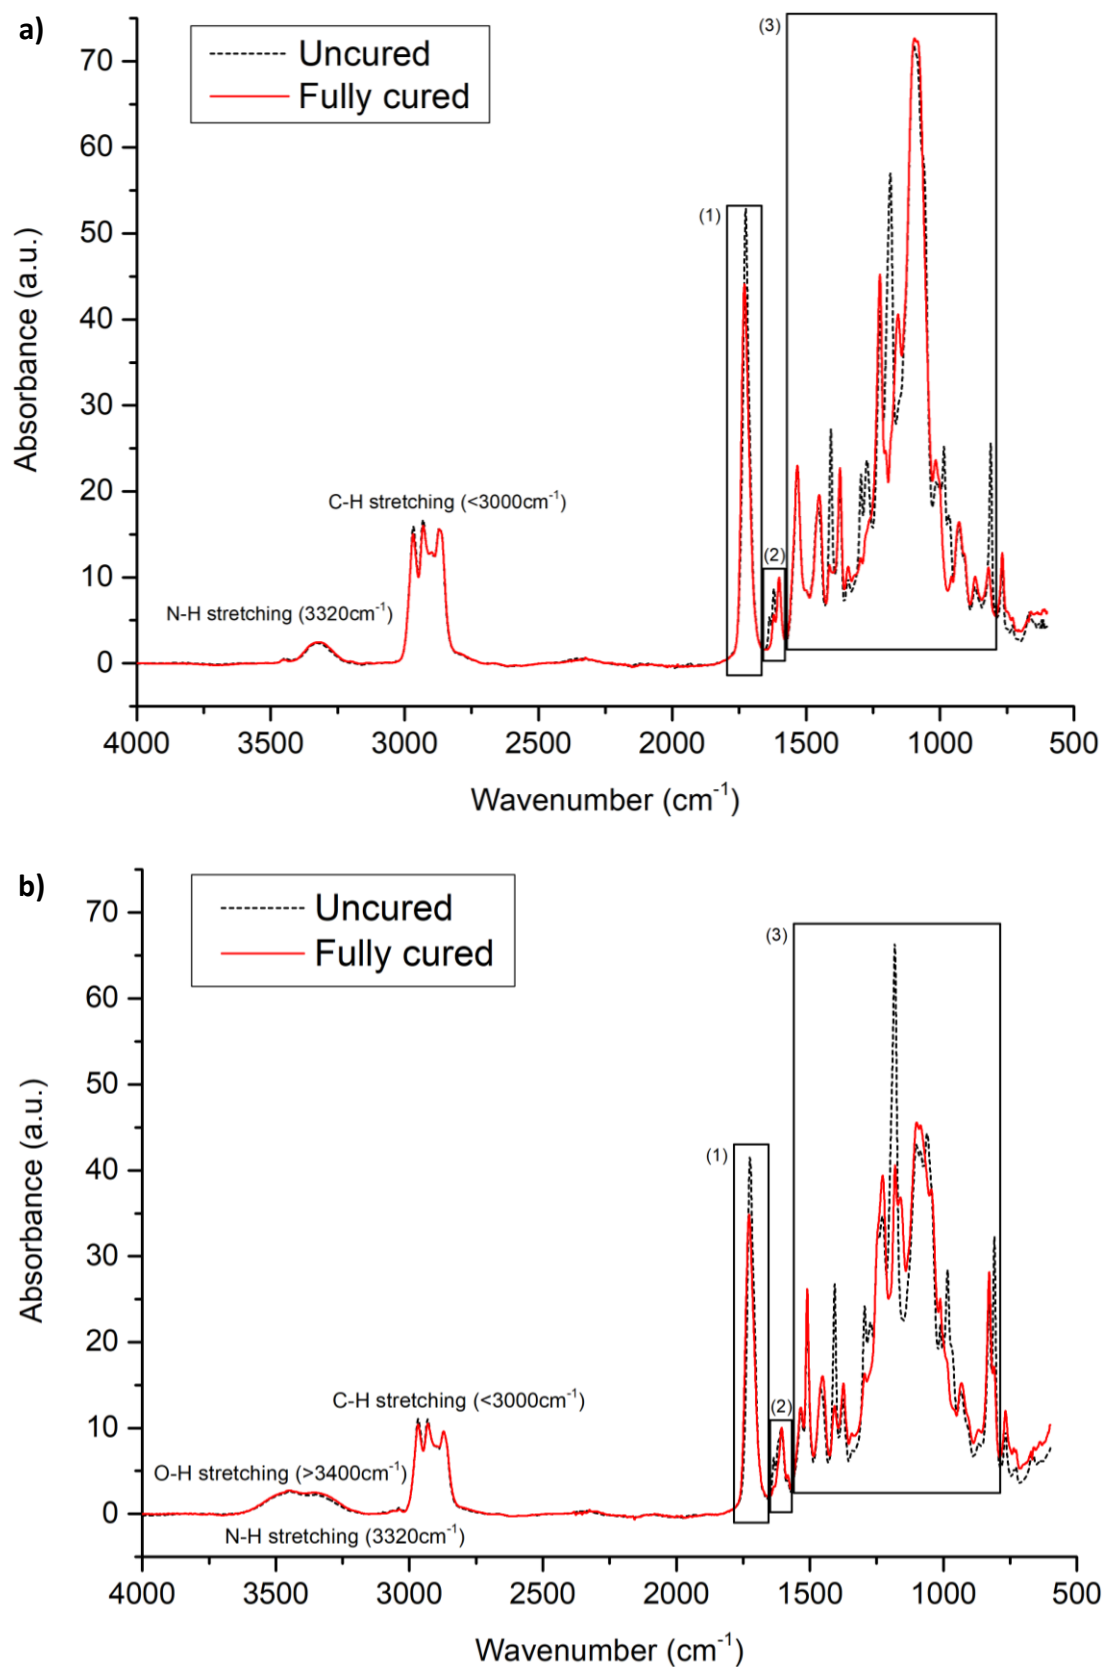 a)
Uncured
Fully cured
(1)
(2)
(3)
C-H stretching (<3000cm⁻¹)
N-H stretching (3320cm⁻¹)
Absorbance (a.u.)
70
60
50
40
30
20
10
0
4000 3500 3000 2500 2000 1500 1000 500
Wavenumber (cm⁻¹)
b)
Uncured
Fully cured
(1)
(2)
(3)
C-H stretching (<3000cm⁻¹)
O-H stretching (>3400cm⁻¹)
N-H stretching (3320cm⁻¹)
Absorbance (a.u.)
70
60
50
40
30
20
10
0
4000 3500 3000 2500 2000 1500 1000 500
Wavenumber (cm⁻¹)